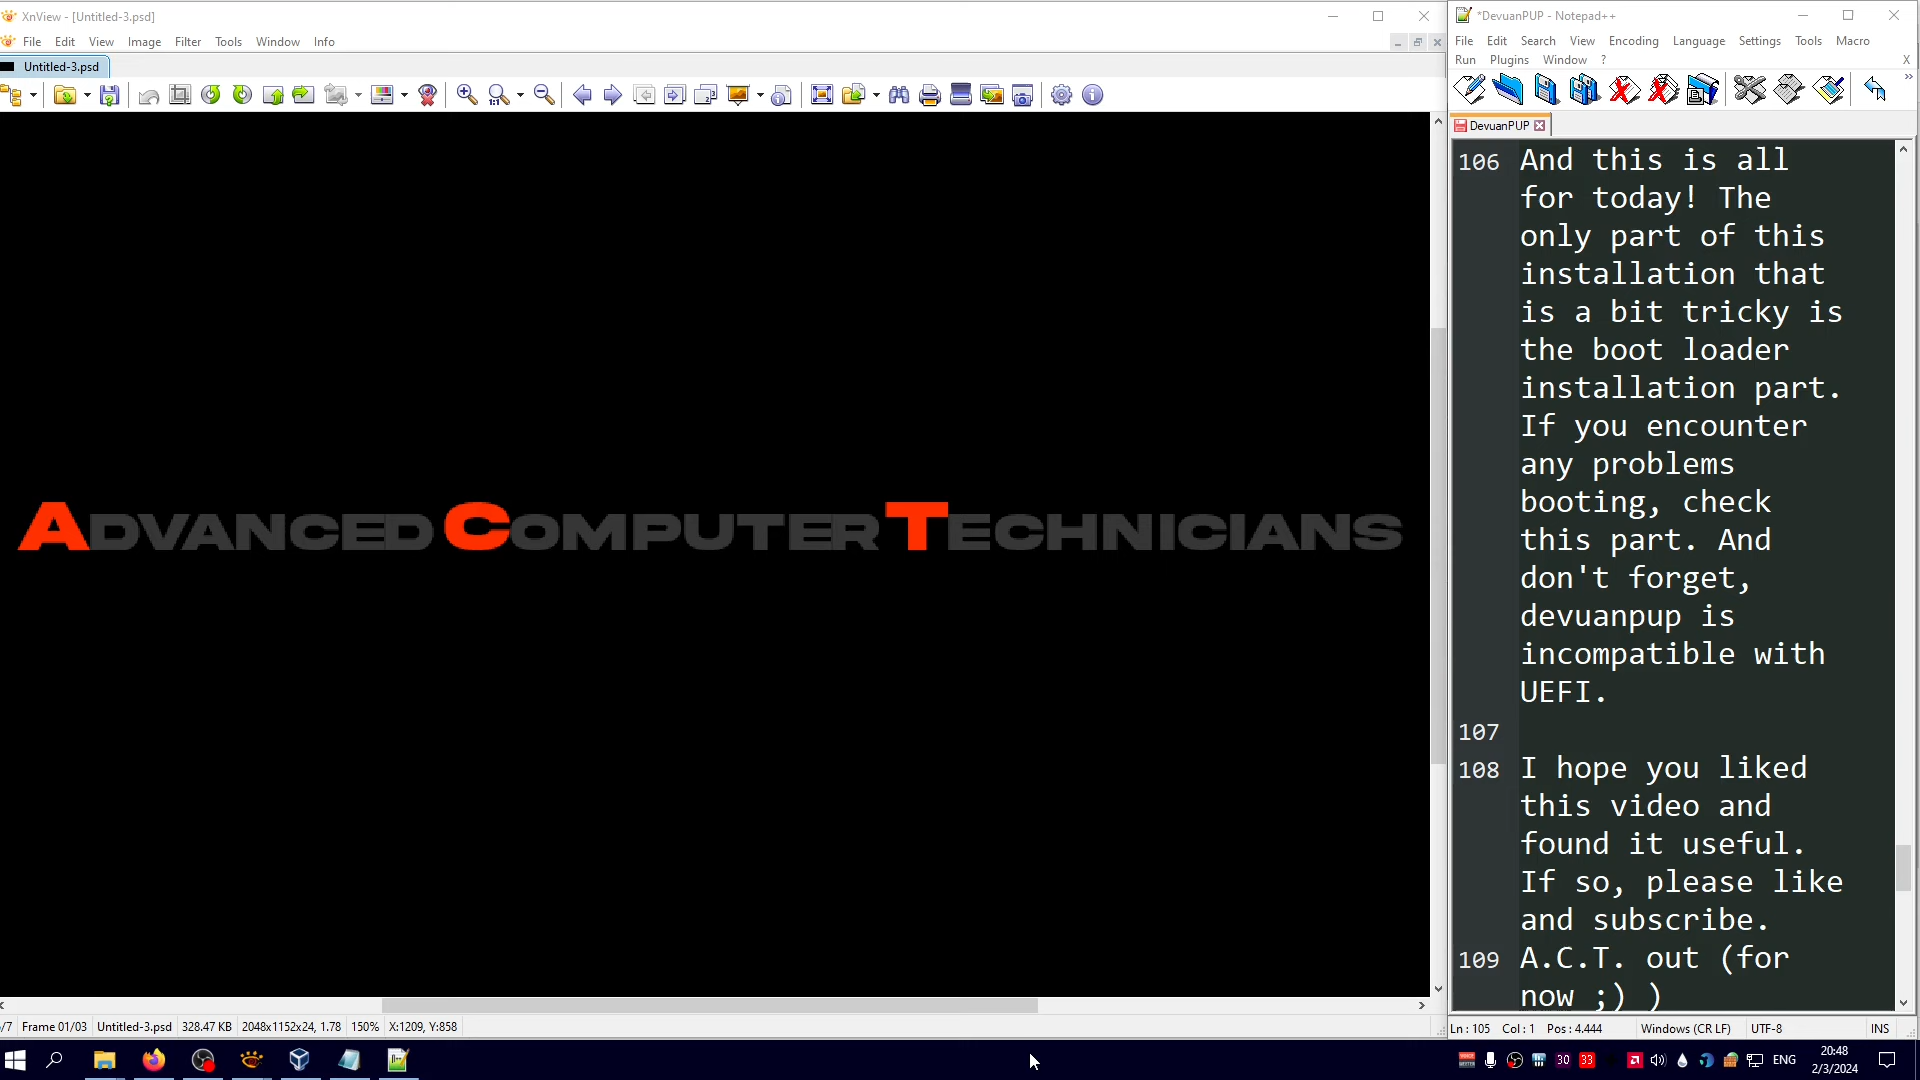 XnView - [Untitled-3.psd]
File Edit View Image Filter Tools Window Info
Untitled-3.psd
1:1
ADVANCED COMPUTER TECHNICIANS
/7 Frame 01/03 Untitled-3.psd 328.47 KB 2048x1152x24, 1.78 150% X:1209, Y:858
*DevuanPUP - Notepad++
File Edit Search View Encoding Language Settings Tools Macro
Run Plugins Window ? X
DevuanPUP
106 And this is all
for today! The
only part of this
installation that
is a bit tricky is
the boot loader
installation part.
If you encounter
any problems
booting, check
this part. And
don't forget,
devuanpup is
incompatible with
UEFI.
107
108 I hope you liked
this video and
found it useful.
If so, please like
and subscribe.
109 A.C.T. out (for
now ;) )
Ln : 105 Col : 1 Pos : 4.444 Windows (CR LF) UTF-8 INS
30 33 ENG
20:48
2/3/2024